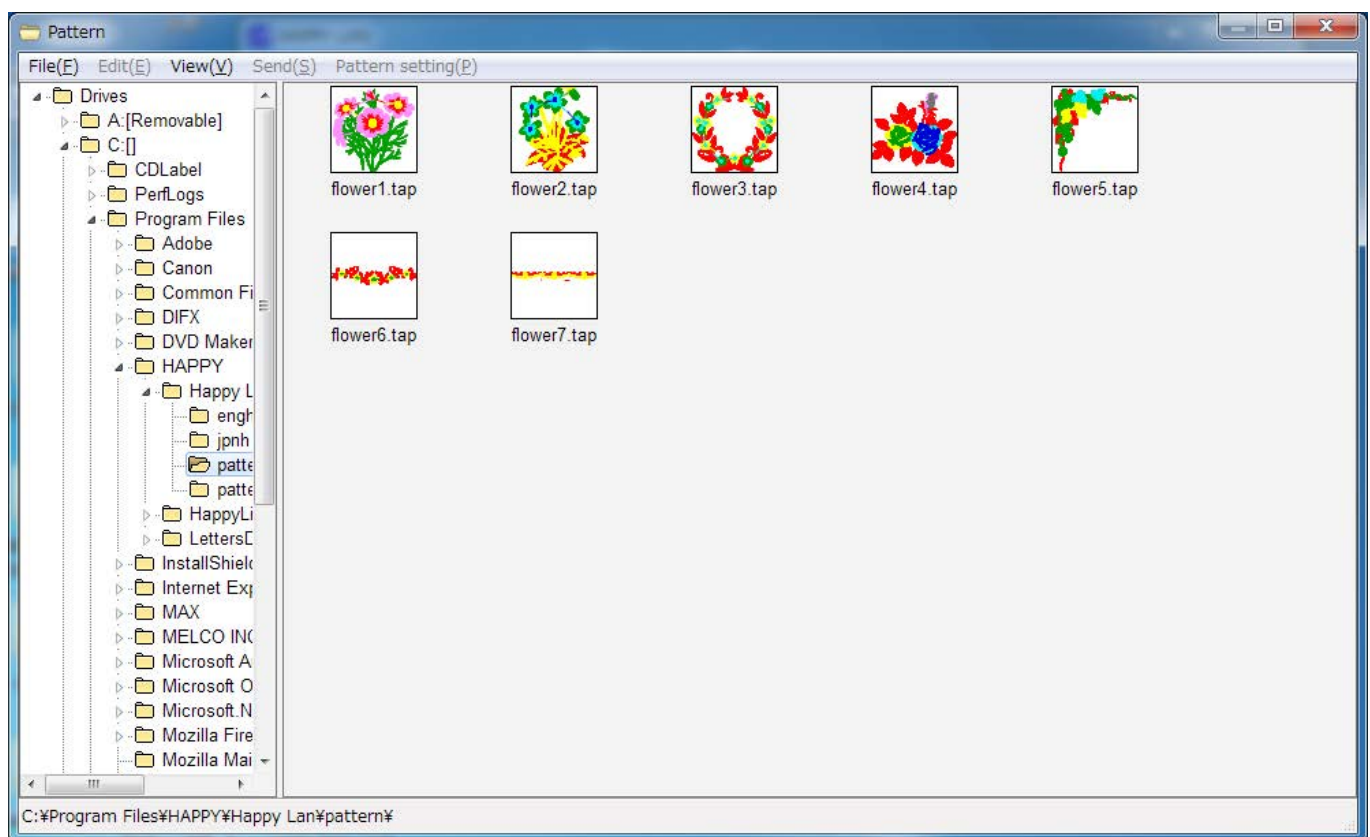 Pattern
File(F) Edit(E) View(V) Send(S) Pattern setting(P)
Drives
A:[Removable]
C:[]
CDLabel
PerfLogs
Program Files
Adobe
Canon
Common Fi
DIFX
DVD Maker
HAPPY
Happy L
engh
jpnh
patte
patte
HappyLi
LettersD
InstallShield
Internet Exp
MAX
MELCO INC
Microsoft A
Microsoft O
Microsoft.N
Mozilla Fire
Mozilla Mai
flower1.tap flower2.tap flower3.tap flower4.tap flower5.tap
flower6.tap flower7.tap
C:¥Program Files¥HAPPY¥Happy Lan¥pattern¥